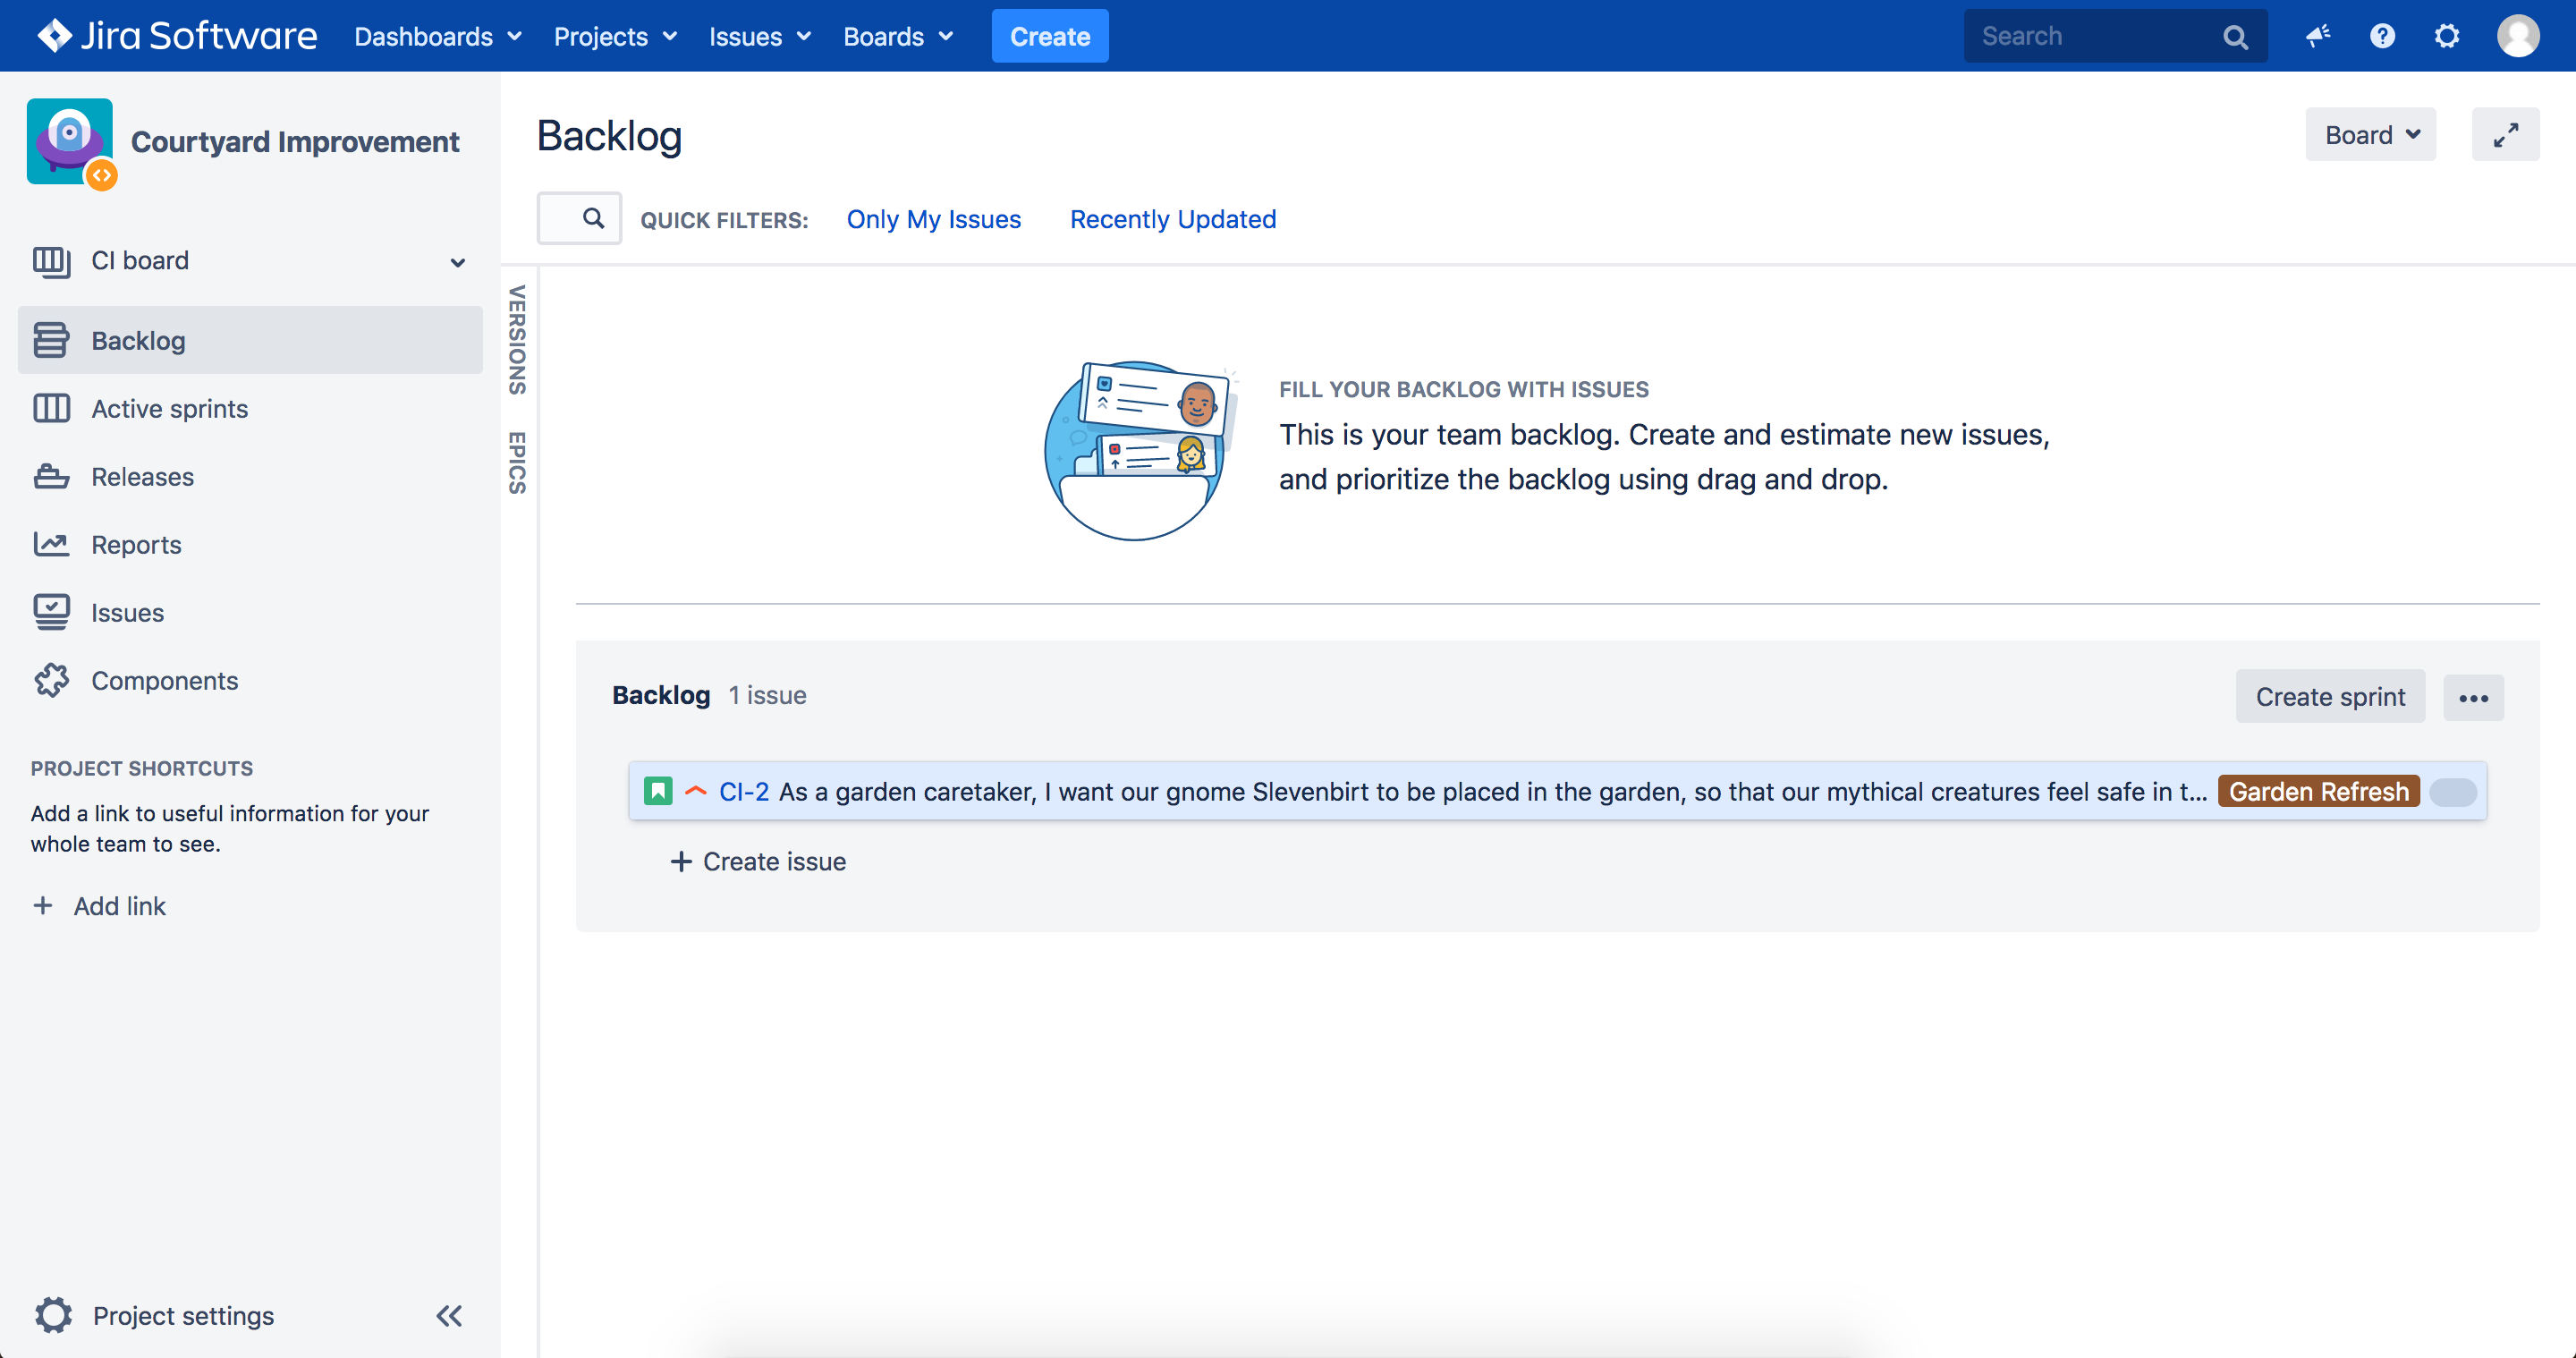 Jira Software
Dashboards
Projects
Issues
Boards
Create
Search
Courtyard Improvement
CI board
Backlog
Active sprints
Releases
Reports
Issues
Components
PROJECT SHORTCUTS
Add a link to useful information for your
whole team to see.
Add link
Project settings
Backlog
Board
QUICK FILTERS:
Only My Issues
Recently Updated
VERSIONS
EPICS
FILL YOUR BACKLOG WITH ISSUES
This is your team backlog. Create and estimate new issues,
and prioritize the backlog using drag and drop.
Backlog 1 issue
Create sprint
CI-2 As a garden caretaker, I want our gnome Slevenbirt to be placed in the garden, so that our mythical creatures feel safe in t... Garden Refresh
Create issue